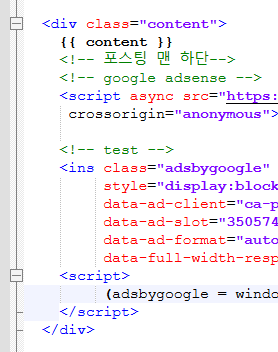 <div class="content">
{{ content }}
<!-- 포스팅 맨 하단-->
<!-- google adsense -->
<script async src="https:
crossorigin="anonymous">
<!-- test -->
<ins class="adsbygoogle"
style="display:block
data-ad-client="ca-p
data-ad-slot="350574
data-ad-format="auto
data-full-width-resp
<script>
(adsbygoogle = windo
</script>
</div>